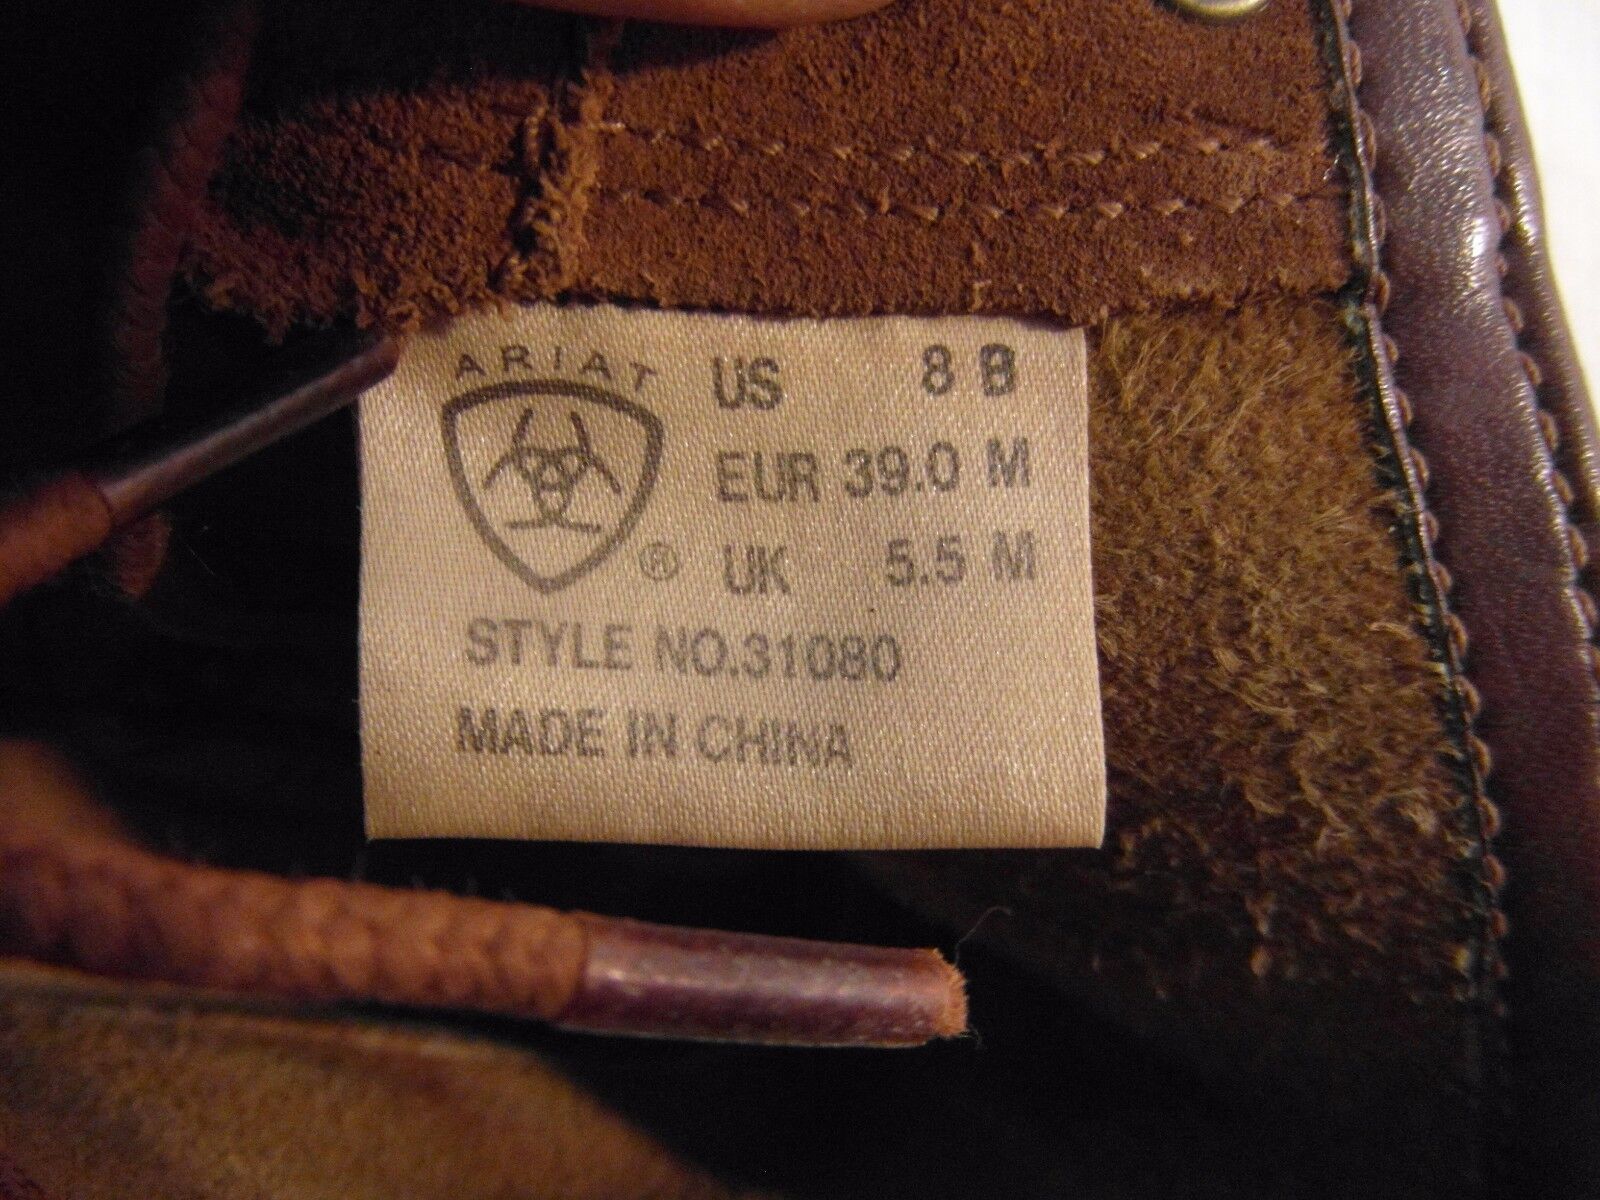 ARIAT
US 8 B
EUR 39.0 M
® UK 5.5 M
STYLE NO.31080
MADE IN CHINA